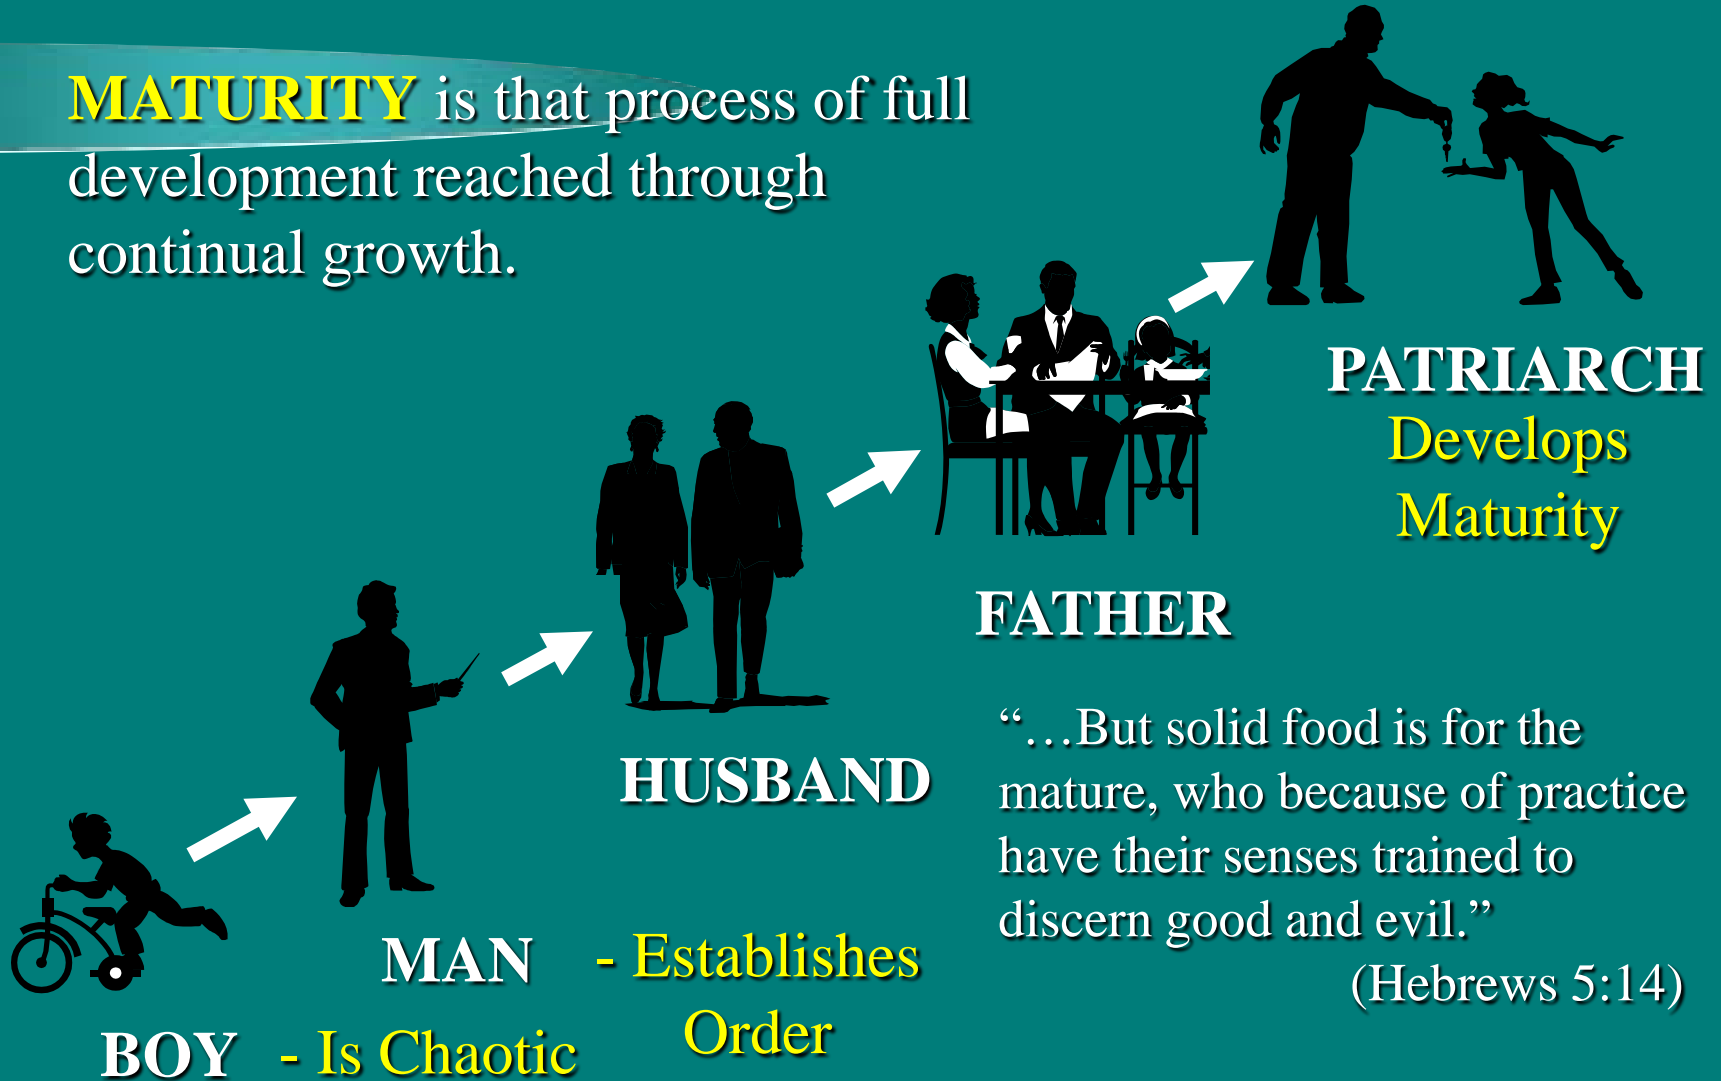 MATURITY is that process of full
development reached through
continual growth.
PATRIARCH
Develops
Maturity
FATHER
HUSBAND
“…But solid food is for the
mature, who because of practice
have their senses trained to
discern good and evil.”
(Hebrews 5:14)
MAN - Establishes
Order
BOY - Is Chaotic